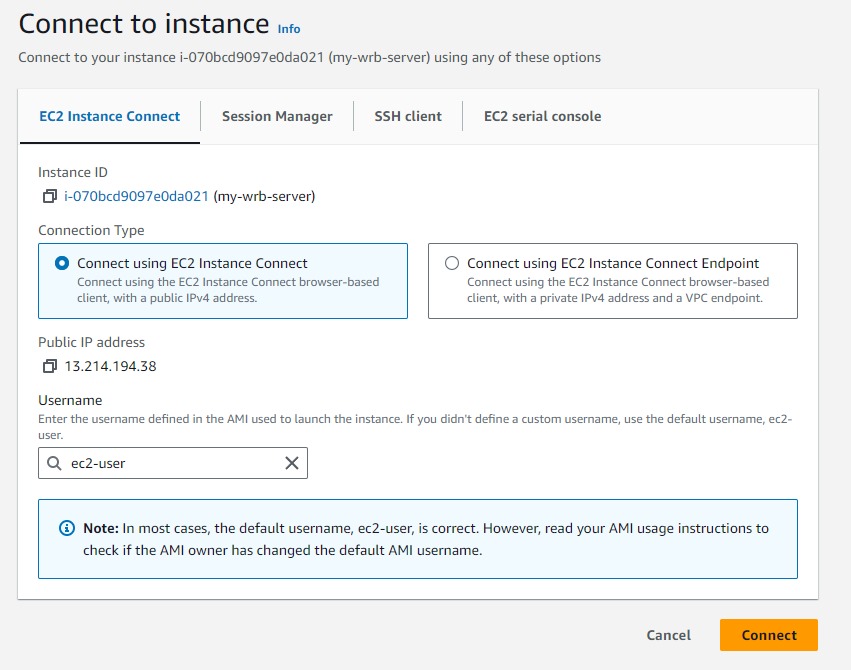 Connect to instance Info
Connect to your instance i-070bcd9097e0da021 (my-wrb-server) using any of these options
EC2 Instance Connect Session Manager SSH client EC2 serial console
Instance ID
i-070bcd9097e0da021 (my-wrb-server)
Connection Type
Connect using EC2 Instance Connect
Connect using the EC2 Instance Connect browser-based
client, with a public IPv4 address.
Connect using EC2 Instance Connect Endpoint
Connect using the EC2 Instance Connect browser-based
client, with a private IPv4 address and a VPC endpoint.
Public IP address
13.214.194.38
Username
Enter the username defined in the AMI used to launch the instance. If you didn't define a custom username, use the default username, ec2-
user.
ec2-user
Note: In most cases, the default username, ec2-user, is correct. However, read your AMI usage instructions to
check if the AMI owner has changed the default AMI username.
Cancel Connect